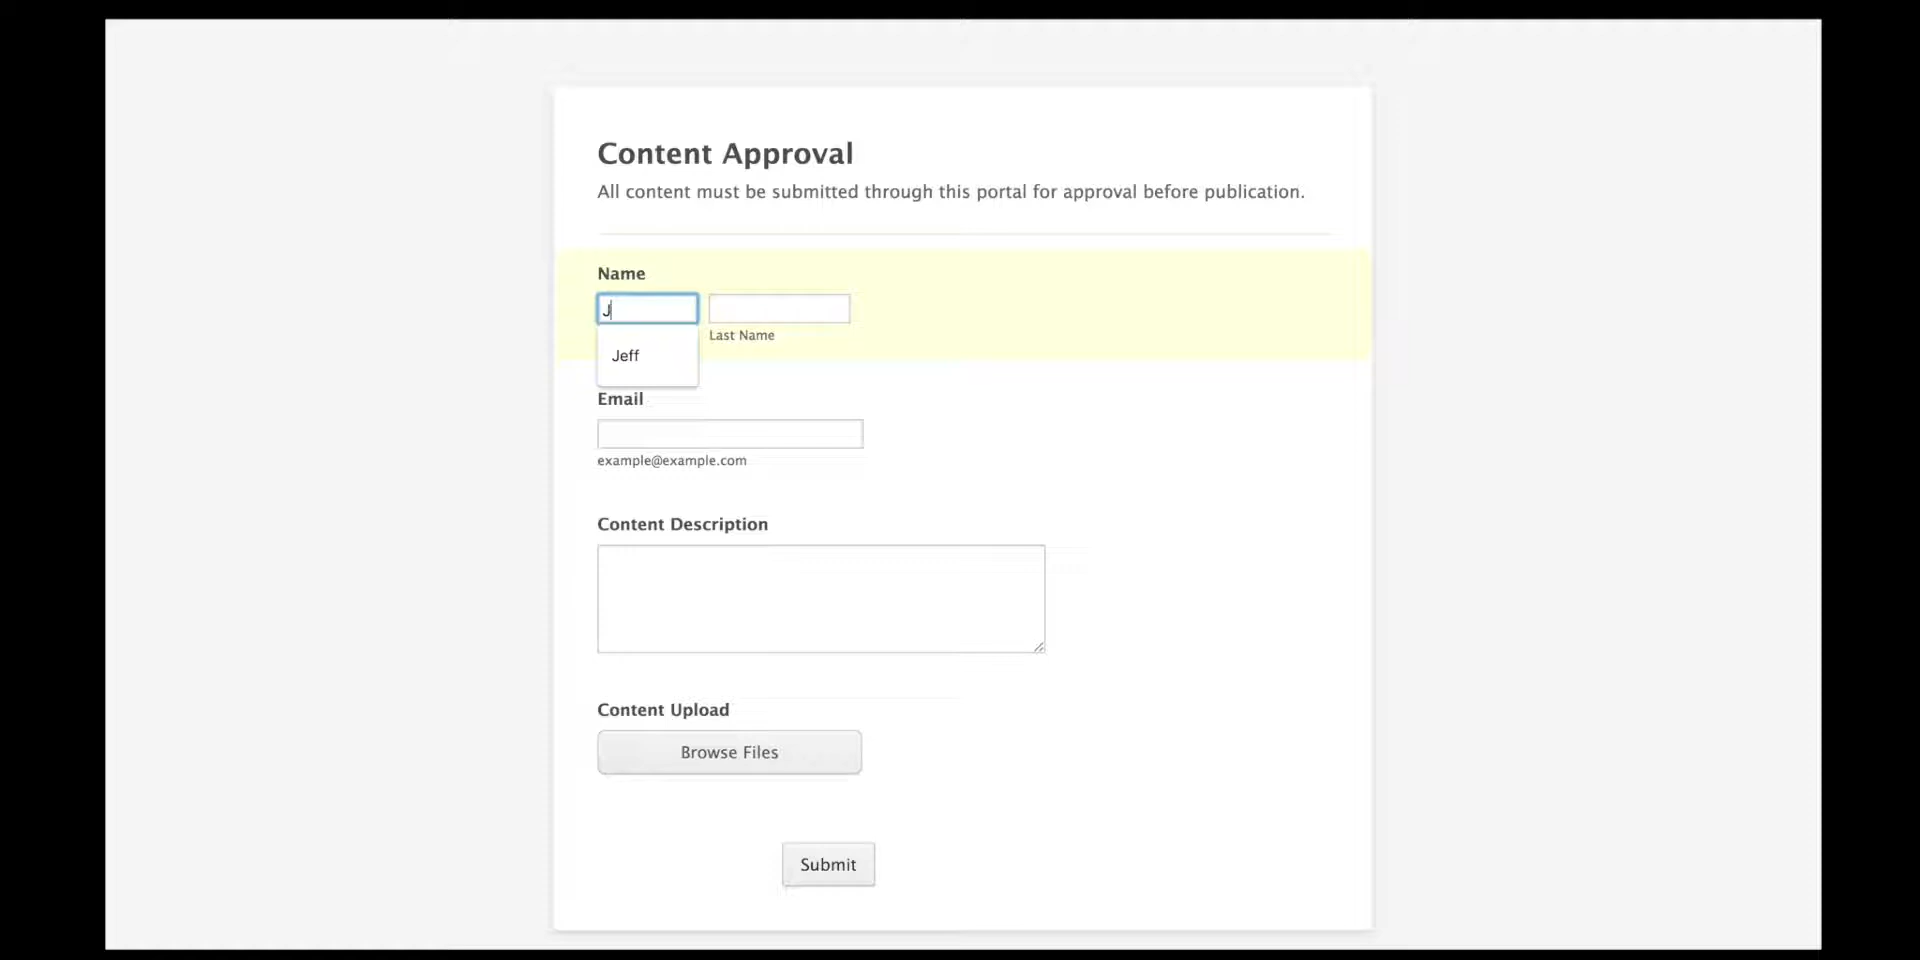 Content Approval
All content must be submitted through this portal for approval before publication.
Name
J
Last Name
Jeff
Email
example@example.com
Content Description
Content Upload
Browse Files
Submit